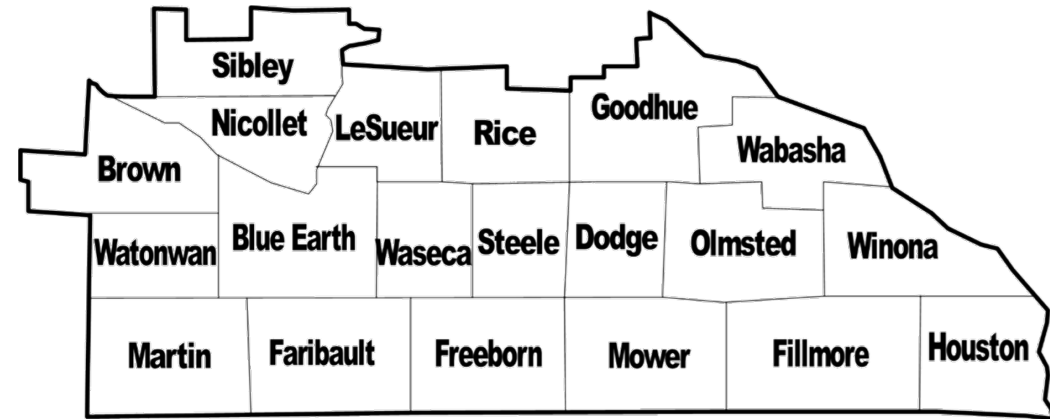 Sibley
Nicollet
LeSueur
Rice
Goodhue
Wabasha
Brown
Watonwan
Blue Earth
Waseca
Steele
Dodge
Olmsted
Winona
Martin
Faribault
Freeborn
Mower
Fillmore
Houston